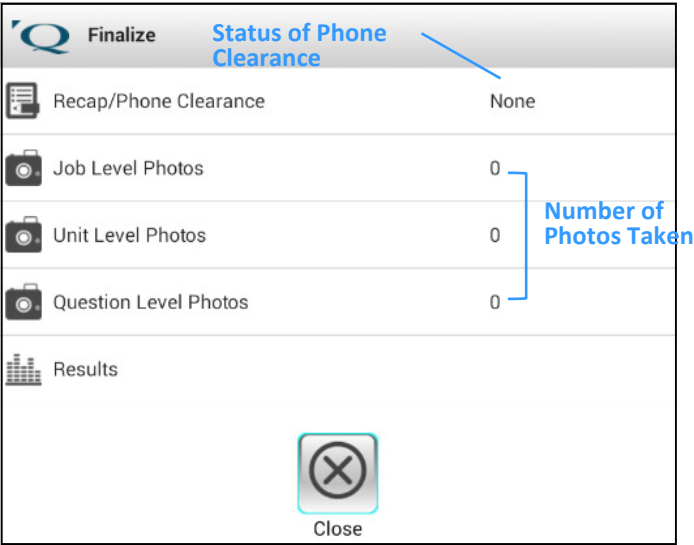 Finalize
Status of Phone
Clearance
Recap/Phone Clearance None
Job Level Photos 0
Unit Level Photos 0
Number of
Photos Taken
Question Level Photos 0
Results
Close